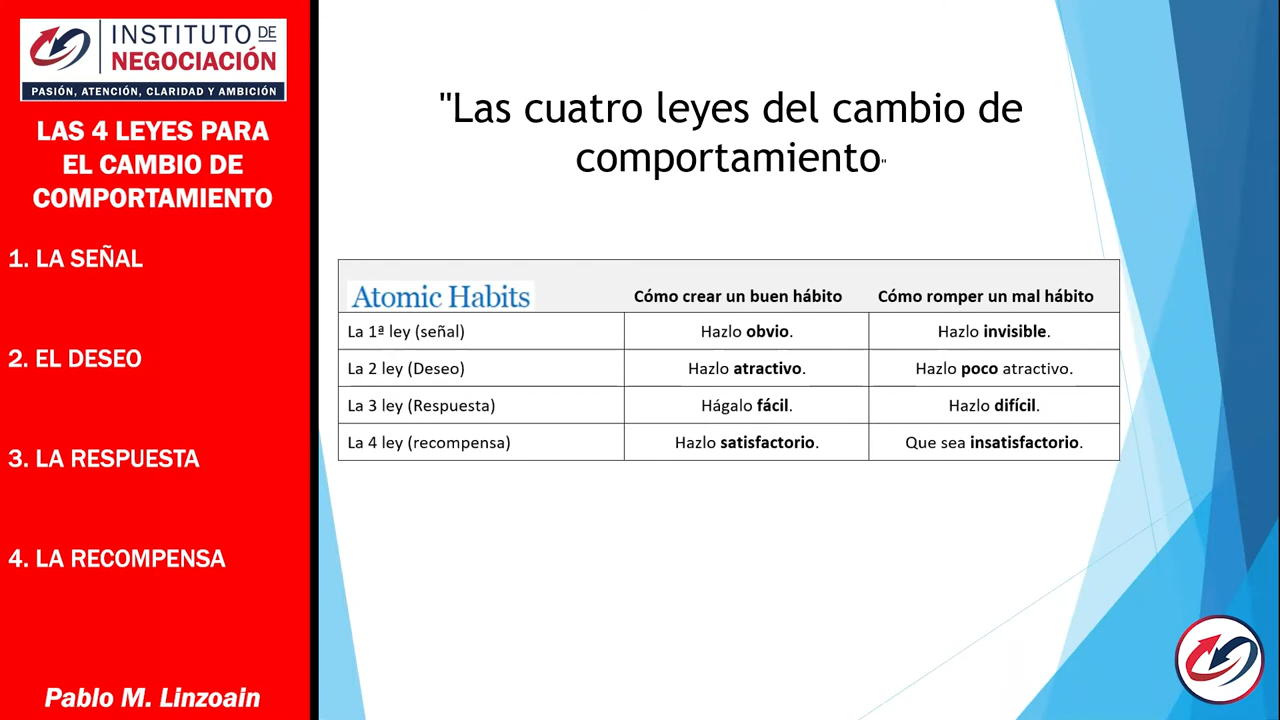 INSTITUTO DE
NEGOCIACIÓN
PASIÓN, ATENCIÓN, CLARIDAD Y AMBICIÓN
LAS 4 LEYES PARA
EL CAMBIO DE
COMPORTAMIENTO
1. LA SEÑAL
2. EL DESEO
3. LA RESPUESTA
4. LA RECOMPENSA
Pablo M. Linzoain
"Las cuatro leyes del cambio de
comportamiento"
Atomic Habits Cómo crear un buen hábito Cómo romper un mal hábito
La 1ª ley (señal) Hazlo obvio. Hazlo invisible.
La 2 ley (Deseo) Hazlo atractivo. Hazlo poco atractivo.
La 3 ley (Respuesta) Hágalo fácil. Hazlo difícil.
La 4 ley (recompensa) Hazlo satisfactorio. Que sea insatisfactorio.